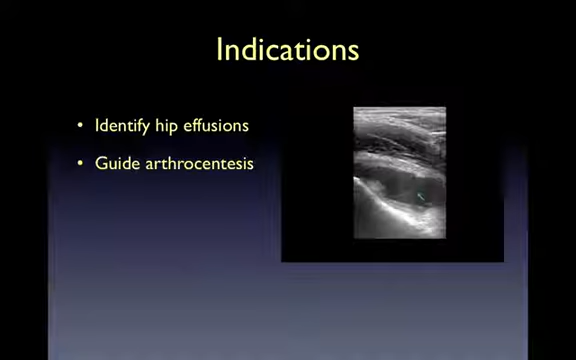 Indications
• Identify hip effusions
• Guide arthrocentesis